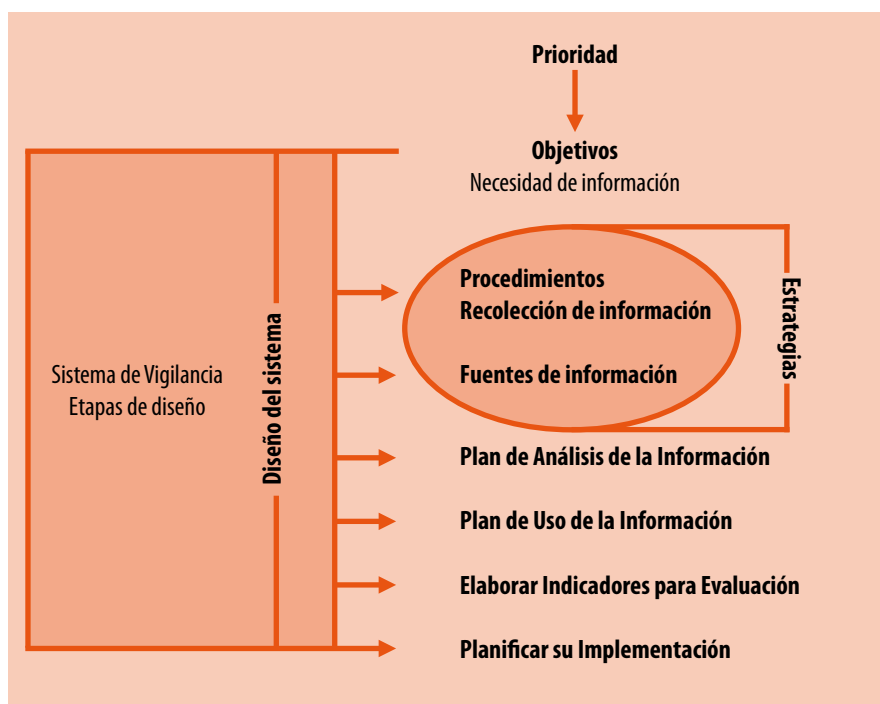 Prioridad
Objetivos
Necesidad de información
Procedimientos
Recolección de información
Fuentes de información
Estrategias
Sistema de Vigilancia
Etapas de diseño
Diseño del sistema
Plan de Análisis de la Información
Plan de Uso de la Información
Elaborar Indicadores para Evaluación
Planificar su Implementación